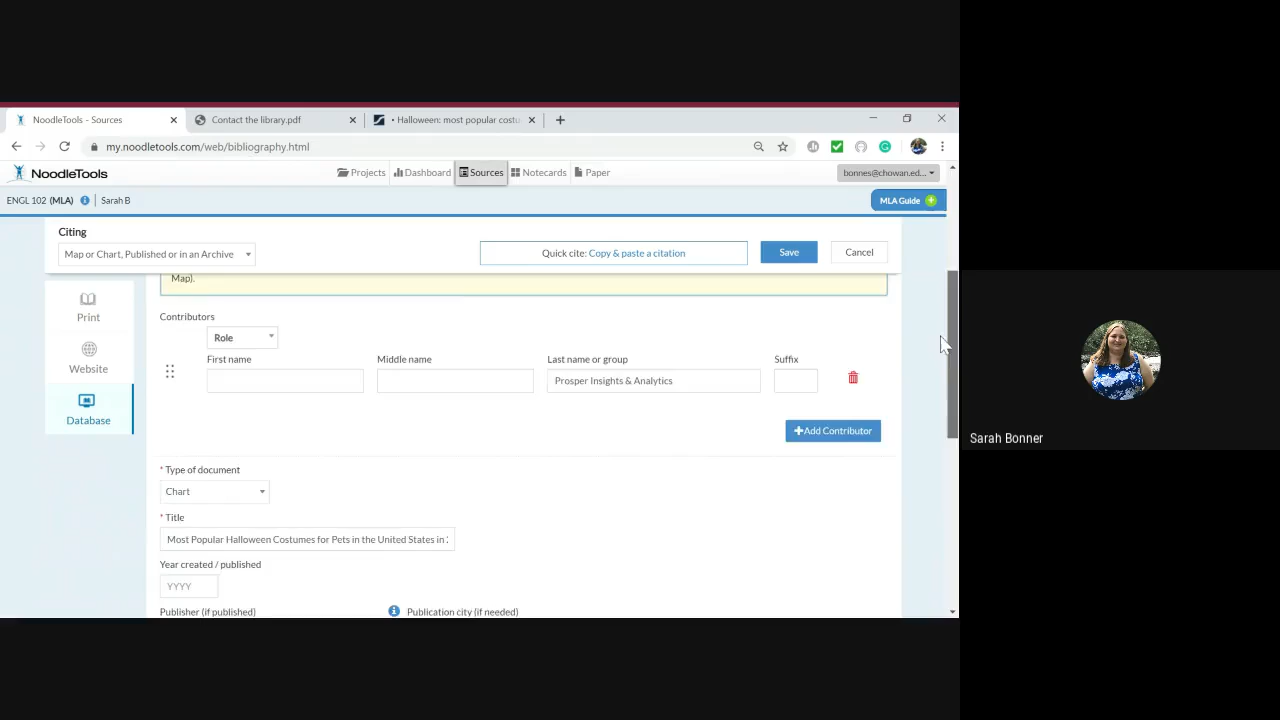 NoodleTools - Sources
Contact the library.pdf
• Halloween: most popular costu
my.noodletools.com/web/bibliography.html
NoodleTools
Projects
Dashboard
Sources
Notecards
Paper
bonnes@chowan.ed...
ENGL 102 (MLA)
Sarah B
MLA Guide
Citing
Map or Chart, Published or in an Archive
Quick cite: Copy & paste a citation
Save
Cancel
Map).
Print
Website
Database
Contributors
Role
First name
Middle name
Last name or group
Suffix
Prosper Insights & Analytics
Add Contributor
* Type of document
Chart
* Title
Most Popular Halloween Costumes for Pets in the United States in
Year created / published
YYYY
Publisher (if published)
Publication city (if needed)
Sarah Bonner